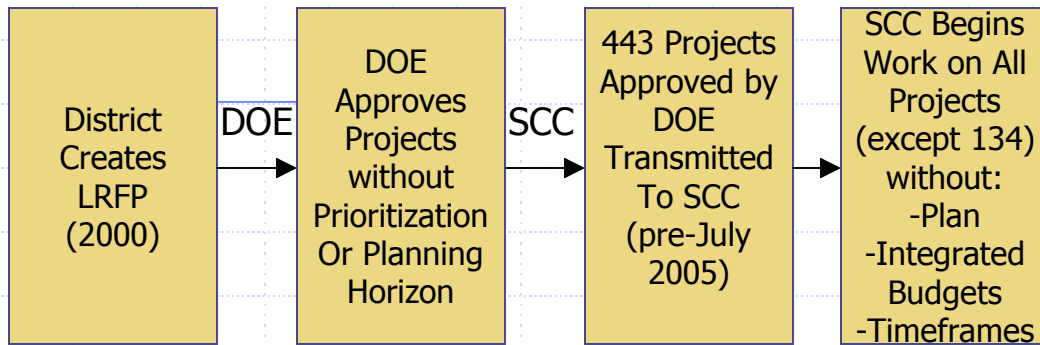 District
Creates
LRFP
(2000)
DOE
DOE
Approves
Projects
without
Prioritization
Or Planning
Horizon
SCC
443 Projects
Approved by
DOE
Transmitted
To SCC
(pre-July
2005)
SCC Begins
Work on All
Projects
(except 134)
without:
-Plan
-Integrated
Budgets
-Timeframes